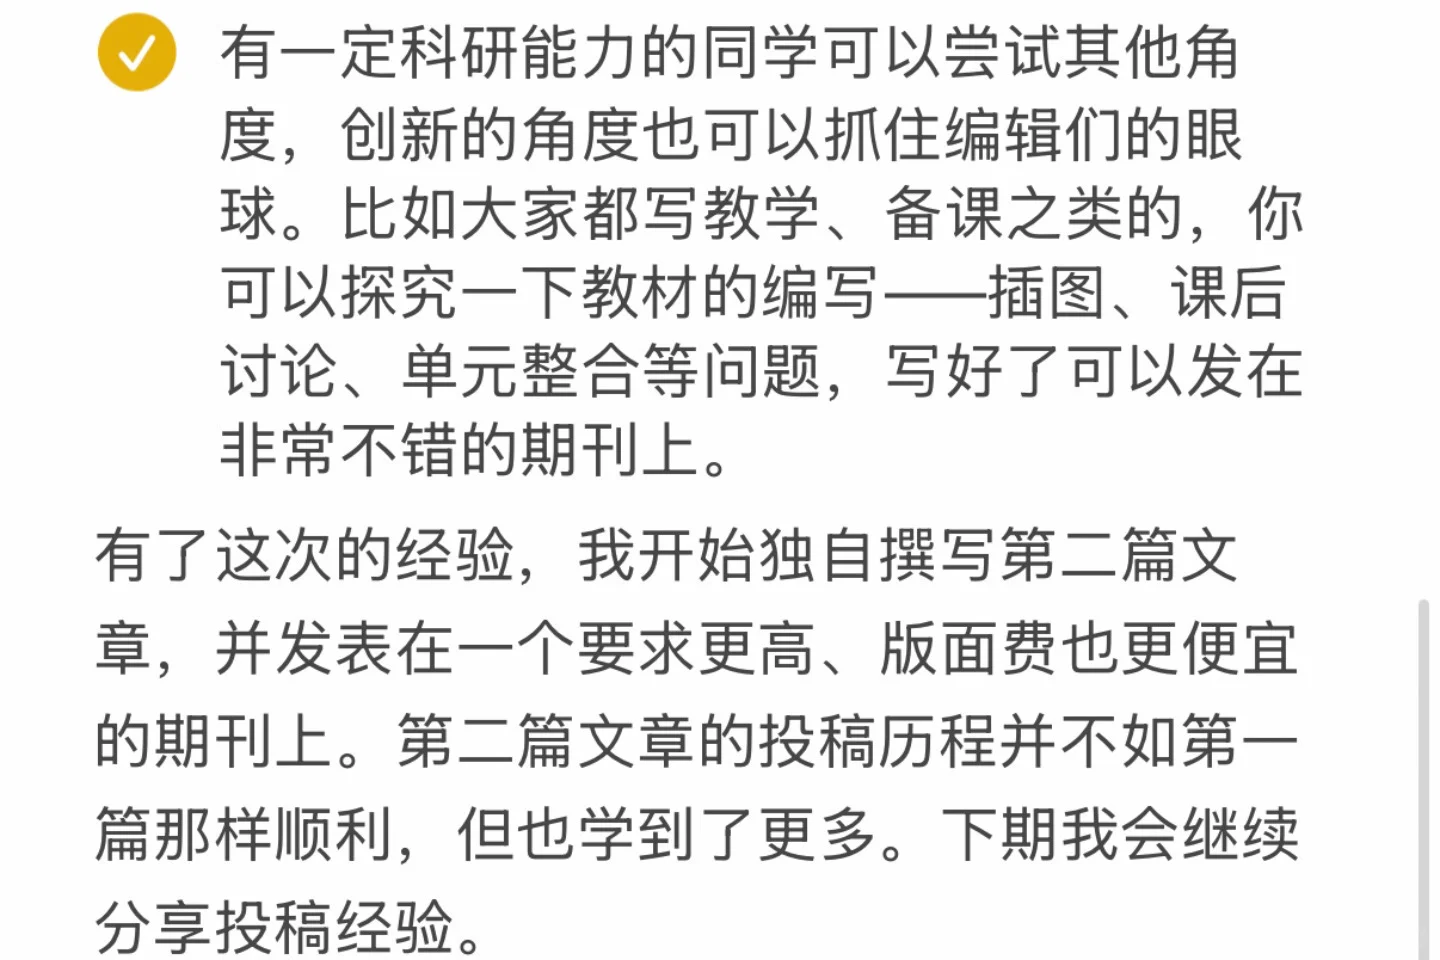 有一定科研能力的同学可以尝试其他角
度，创新的角度也可以抓住编辑们的眼
球。比如大家都写教学、备课之类的，你
可以探究一下教材的编写——插图、课后
讨论、单元整合等问题，写好了可以发在
非常不错的期刊上。
有了这次的经验，我开始独自撰写第二篇文
章，并发表在一个要求更高、版面费也更便宜
的期刊上。第二篇文章的投稿历程并不如第一
篇那样顺利，但也学到了更多。下期我会继续
分享投稿经验。